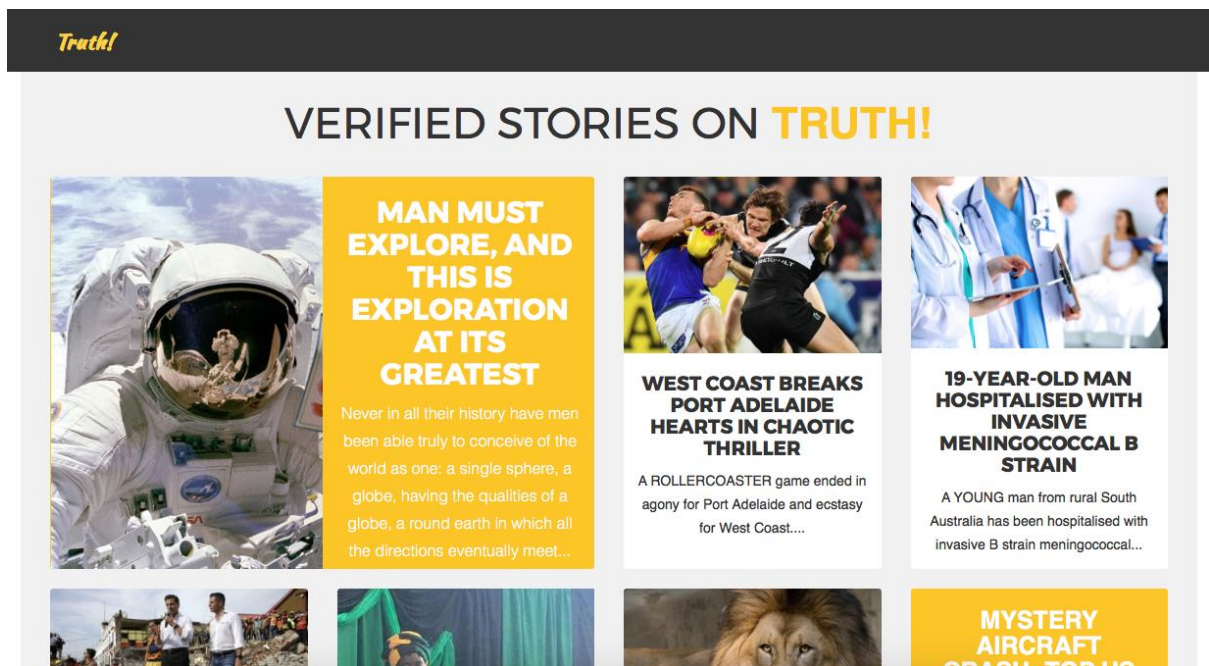 Truth!
VERIFIED STORIES ON TRUTH!
MAN MUST
EXPLORE, AND
THIS IS
EXPLORATION
AT ITS
GREATEST
Never in all their history have men
been able truly to conceive of the
world as one: a single sphere, a
globe, having the qualities of a
globe, a round earth in which all
the directions eventually meet...
WEST COAST BREAKS
PORT ADELAIDE
HEARTS IN CHAOTIC
THRILLER
A ROLLERCOASTER game ended in
agony for Port Adelaide and ecstasy
for West Coast....
19-YEAR-OLD MAN
HOSPITALISED WITH
INVASIVE
MENINGOCOCCAL B
STRAIN
A YOUNG man from rural South
Australia has been hospitalised with
invasive B strain meningococcal...
MYSTERY
AIRCRAFT